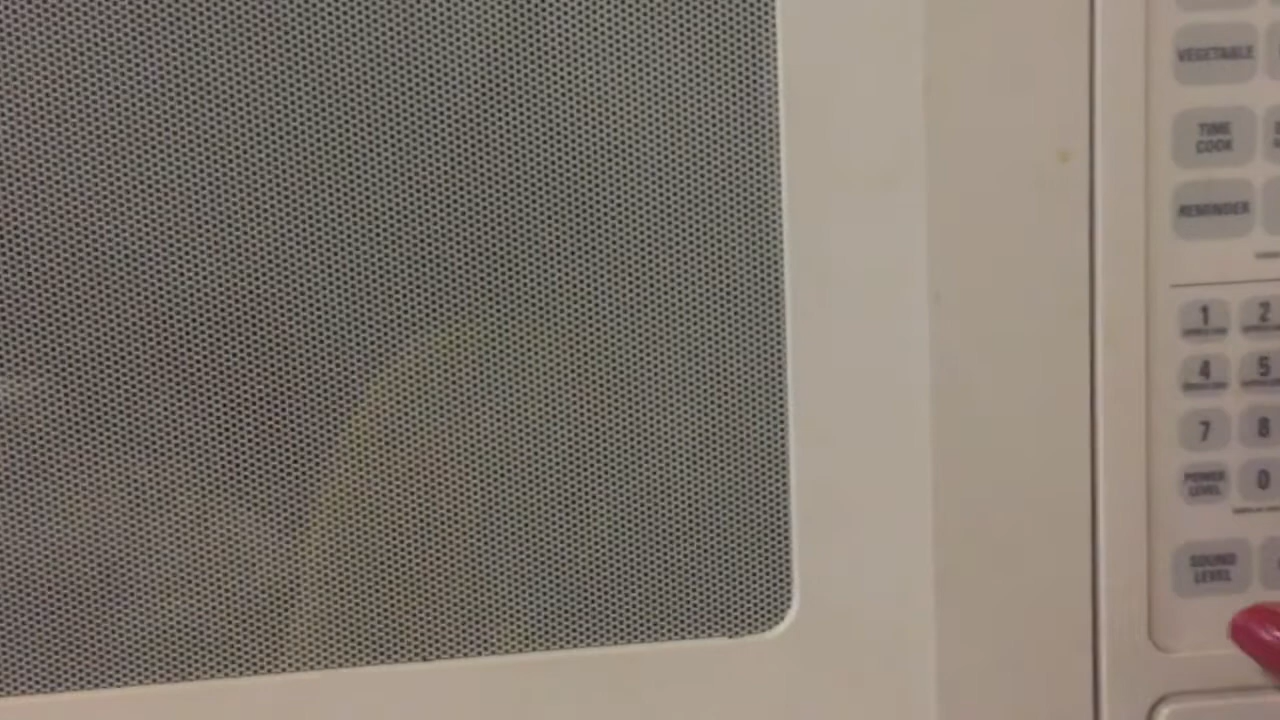 VEGETABLE
TIME
COOK
REMINDER
1 2
4 5
7 8
POWER
LEVEL
0
SOUND
LEVEL